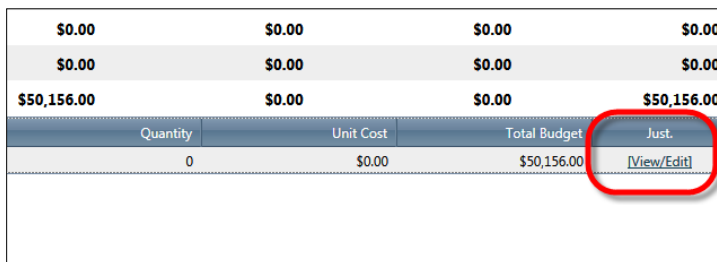 $0.00 $0.00 $0.00 $0.00
$0.00 $0.00 $0.00 $0.00
$50,156.00 $0.00 $0.00 $50,156.00
Quantity Unit Cost Total Budget Just.
0 $0.00 $50,156.00 [View/Edit]